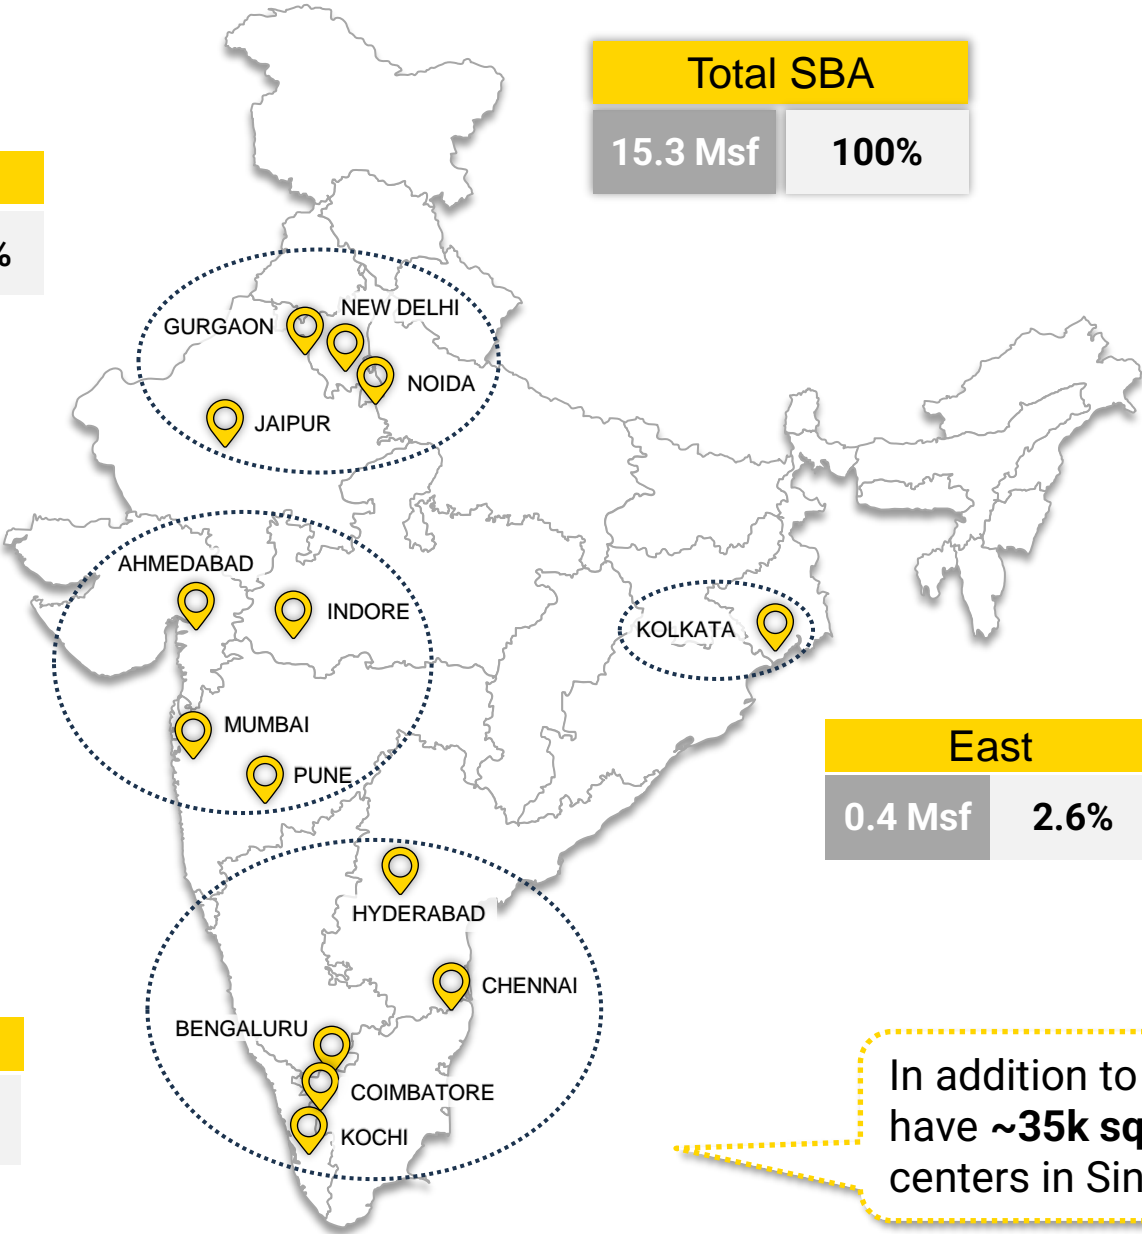 Total SBA
15.3 Msf 100%
%
NEW DELHI
GURGAON
NOIDA
JAIPUR
AHMEDABAD
INDORE
KOLKATA
MUMBAI
PUNE
East
0.4 Msf 2.6%
HYDERABAD
CHENNAI
BENGALURU
COIMBATORE
KOCHI
In addition to
have ~35k sq
centers in Sin